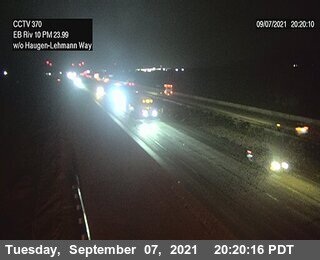 CCTV 370
09/07/2021 20:20:10
EB Riv 10 PM 23.99
w/o Haugen-Lehmann Way
Tuesday, September 07, 2021 20:20:16 PDT